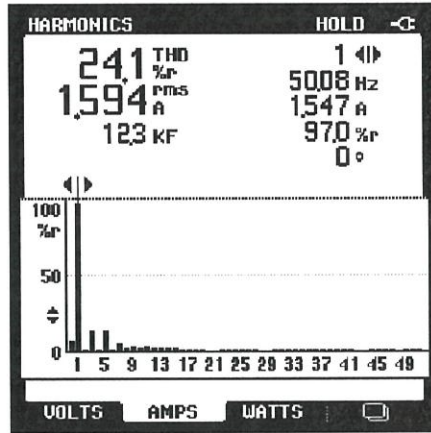 HARMONICS HOLD
24,1 THD %r 1
1,594 rms A 50,08 Hz
12,3 KF 1,547 A
97,0 %r
0 °
100
%r
50
0
1 5 9 13 17 21 25 29 33 37 41 45 49
VOLTS AMPS WATTS